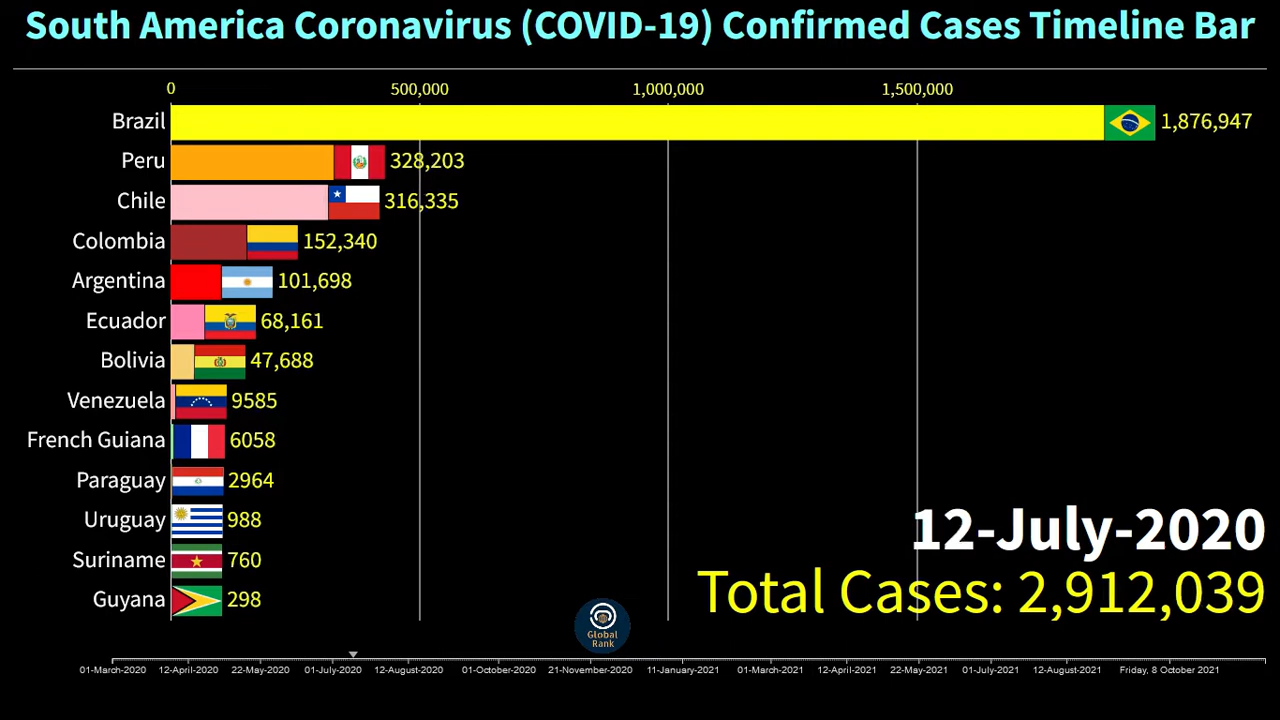 South America Coronavirus (COVID-19) Confirmed Cases Timeline Bar
0 500,000 1,000,000 1,500,000
Brazil 1,876,947
Peru 328,203
Chile 316,335
Colombia 152,340
Argentina 101,698
Ecuador 68,161
Bolivia 47,688
Venezuela 9585
French Guiana 6058
Paraguay 2964
Uruguay 988
Suriname 760
Guyana 298
12-July-2020
Total Cases: 2,912,039
Global
Rank
01-March-2020 12-April-2020 22-May-2020 01-July-2020 12-August-2020 01-October-2020 21-November-2020 11-January-2021 01-March-2021 12-April-2021 22-May-2021 01-July-2021 12-August-2021 Friday, 8 October 2021